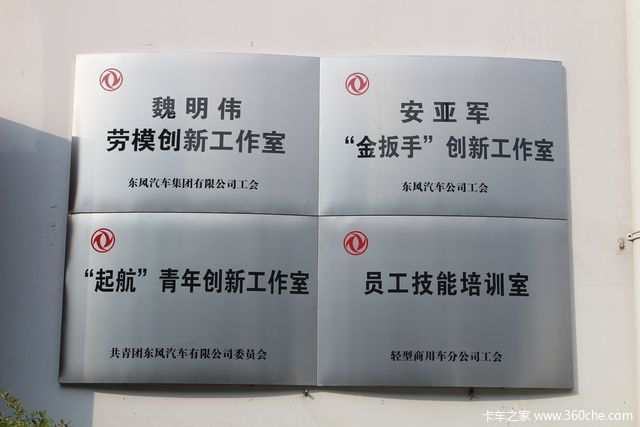 魏明伟
劳模创新工作室
东风汽车集团有限公司工会
安亚军
“金扳手”创新工作室
东风汽车公司工会
“起航”青年创新工作室
共青团东风汽车有限公司委员会
员工技能培训室
轻型商用车分公司工会
卡车之家 www.360che.com